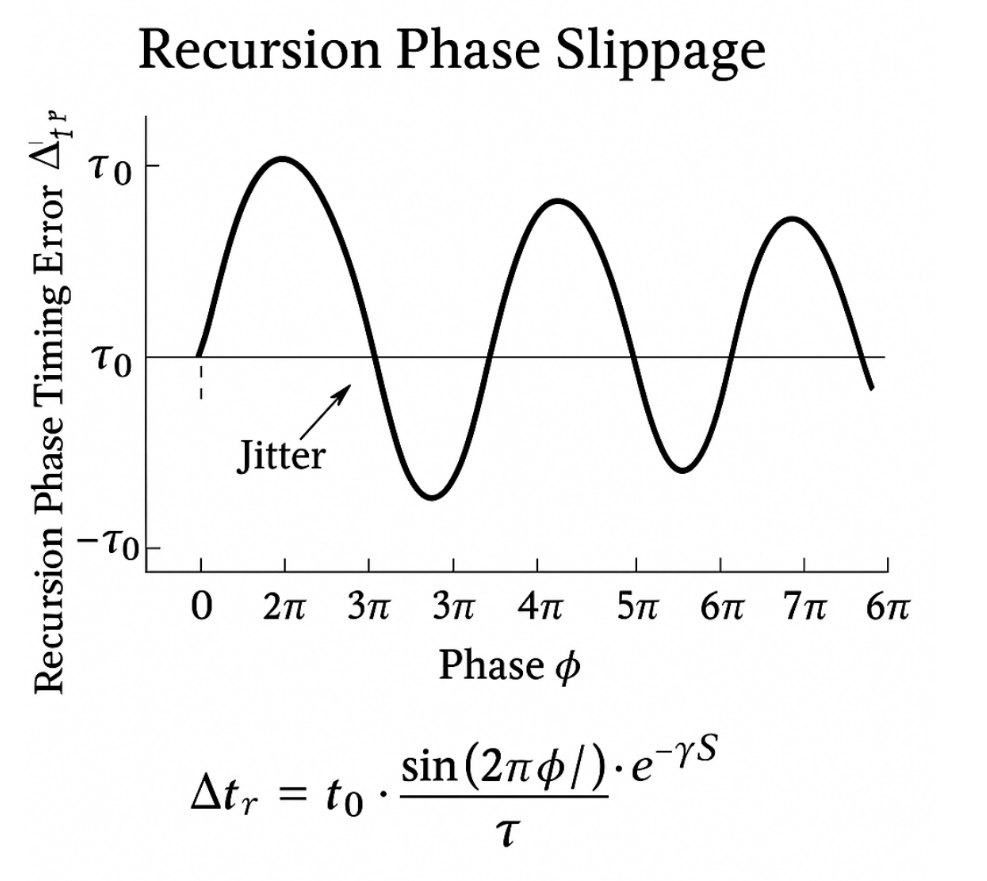 Recursion Phase Slippage
Recursion Phase Timing Error Δ
τ0
τ0
−τ0
Jitter
0 2π 3π 3π 4π 5π 6π 7π 6π
Phase ϕ
Δtr = t0 · sin(2πϕ/) / τ · e^−γS